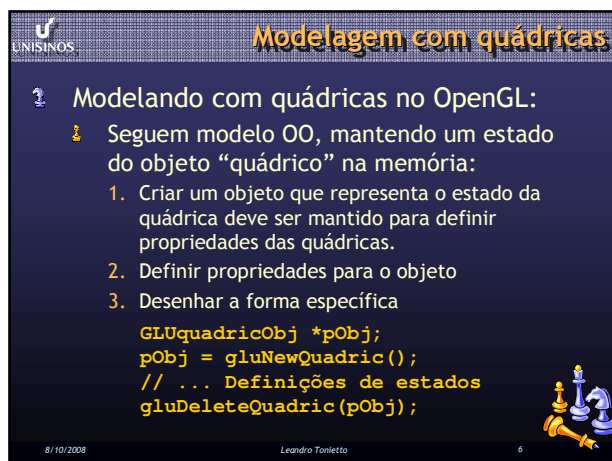 UNISINOS
Modelagem com quádricas
Modelando com quádricas no OpenGL:
Seguem modelo OO, mantendo um estado
do objeto “quádrico” na memória:
1. Criar um objeto que representa o estado da
quádrica deve ser mantido para definir
propriedades das quádricas.
2. Definir propriedades para o objeto
3. Desenhar a forma específica
GLUquadricObj *pObj;
pObj = gluNewQuadric();
// ... Definições de estados
gluDeleteQuadric(pObj);
8/10/2008 Leandro Tonietto 6